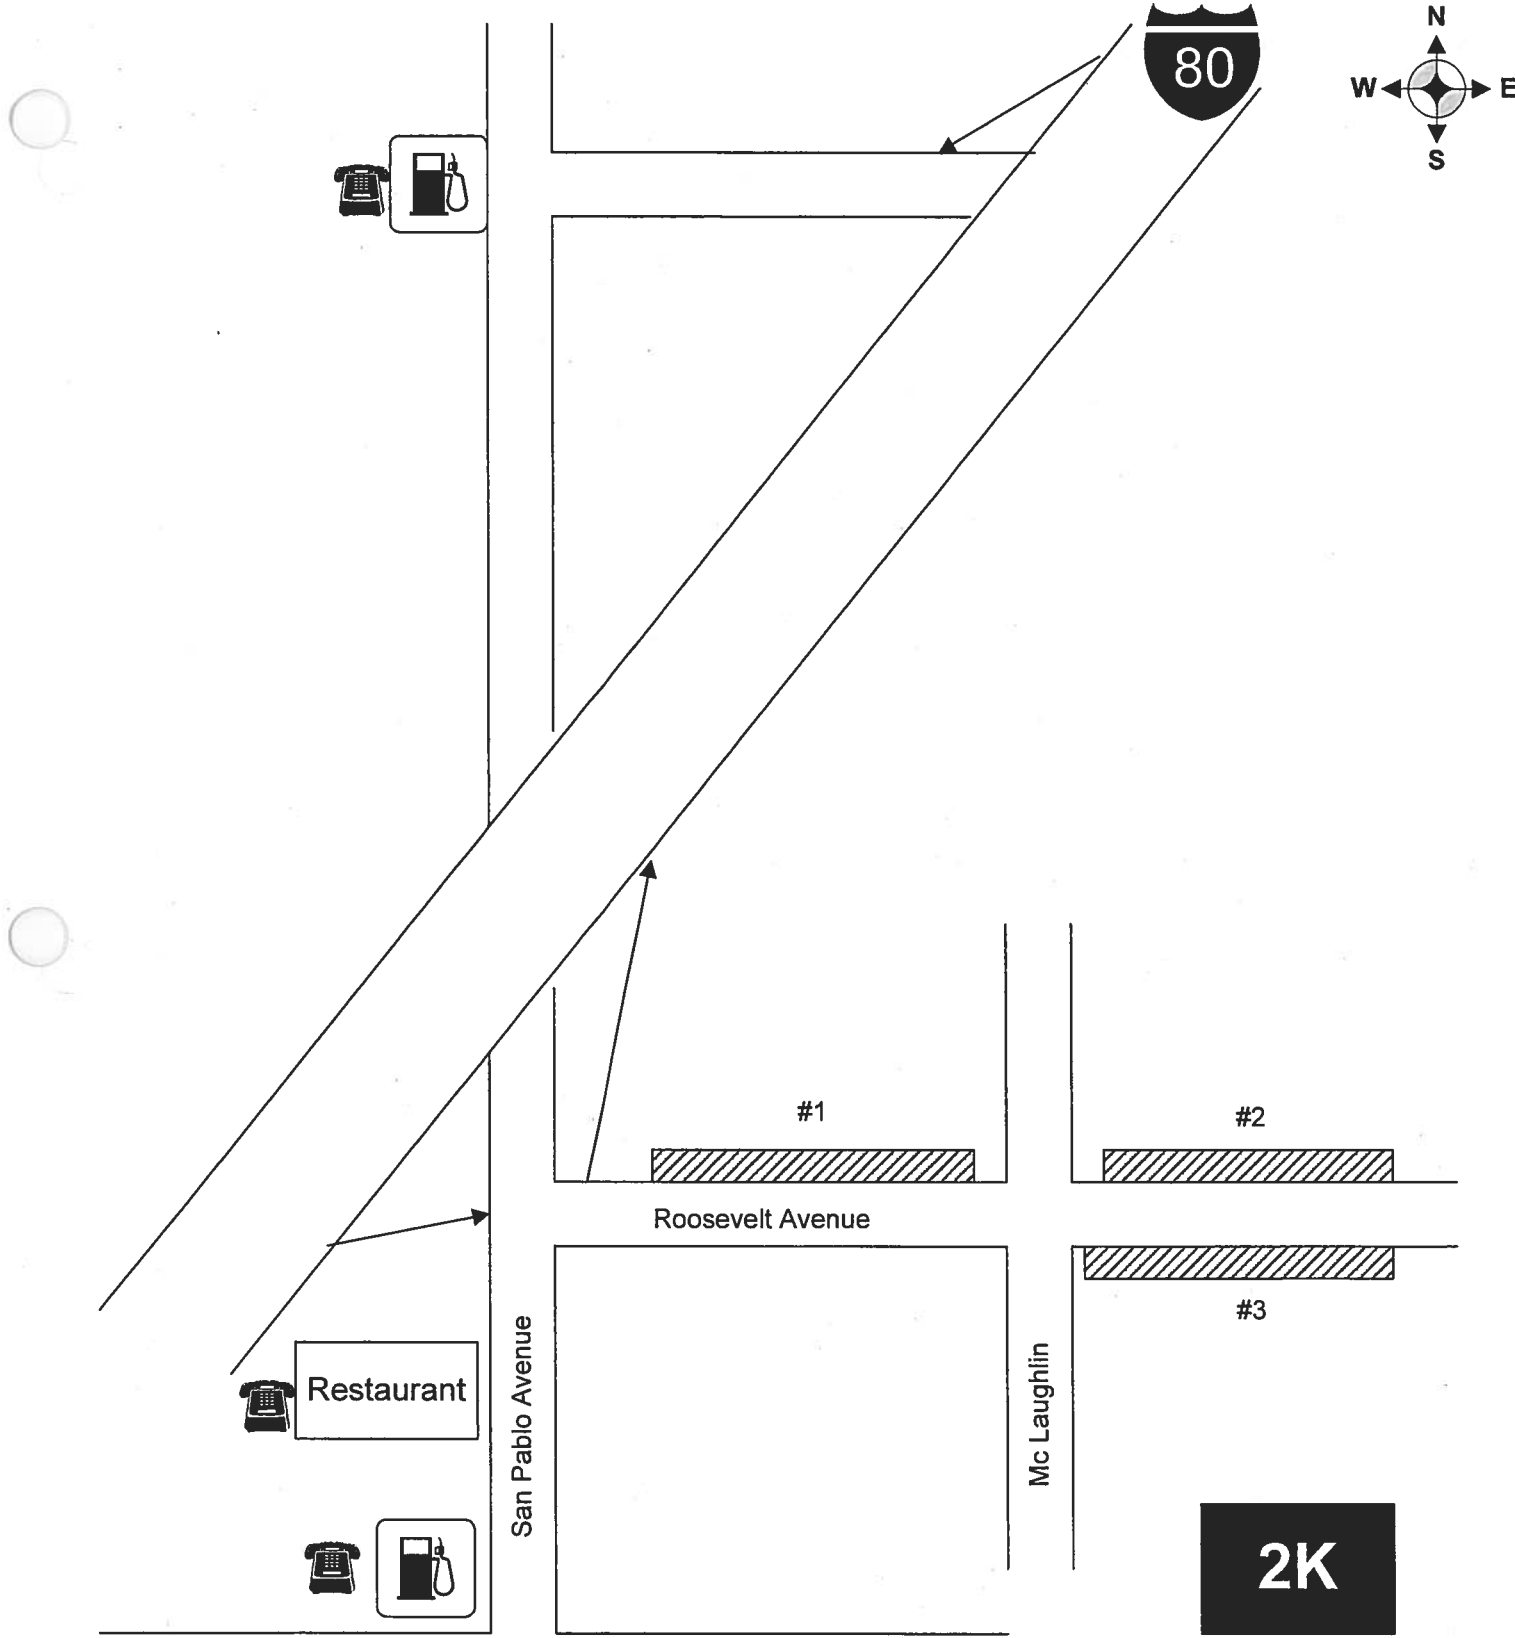 80
N
W E
S
#1
#2
Roosevelt Avenue
#3
Restaurant
San Pablo Avenue
Mc Laughlin
2K